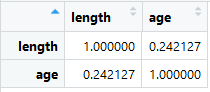 length age
length 1.000000 0.242127
age 0.242127 1.000000